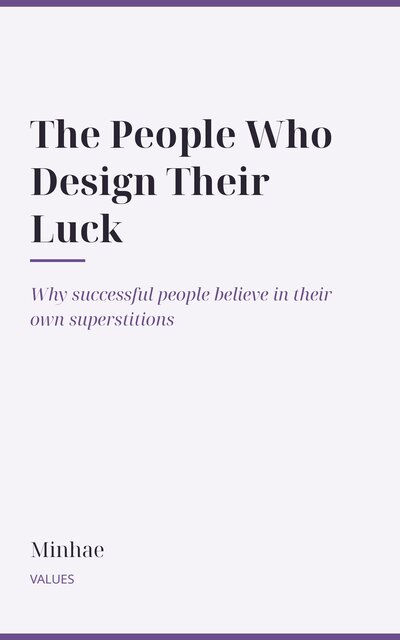 The People Who
Design Their
Luck
Why successful people believe in their
own superstitions
Minhae
VALUES